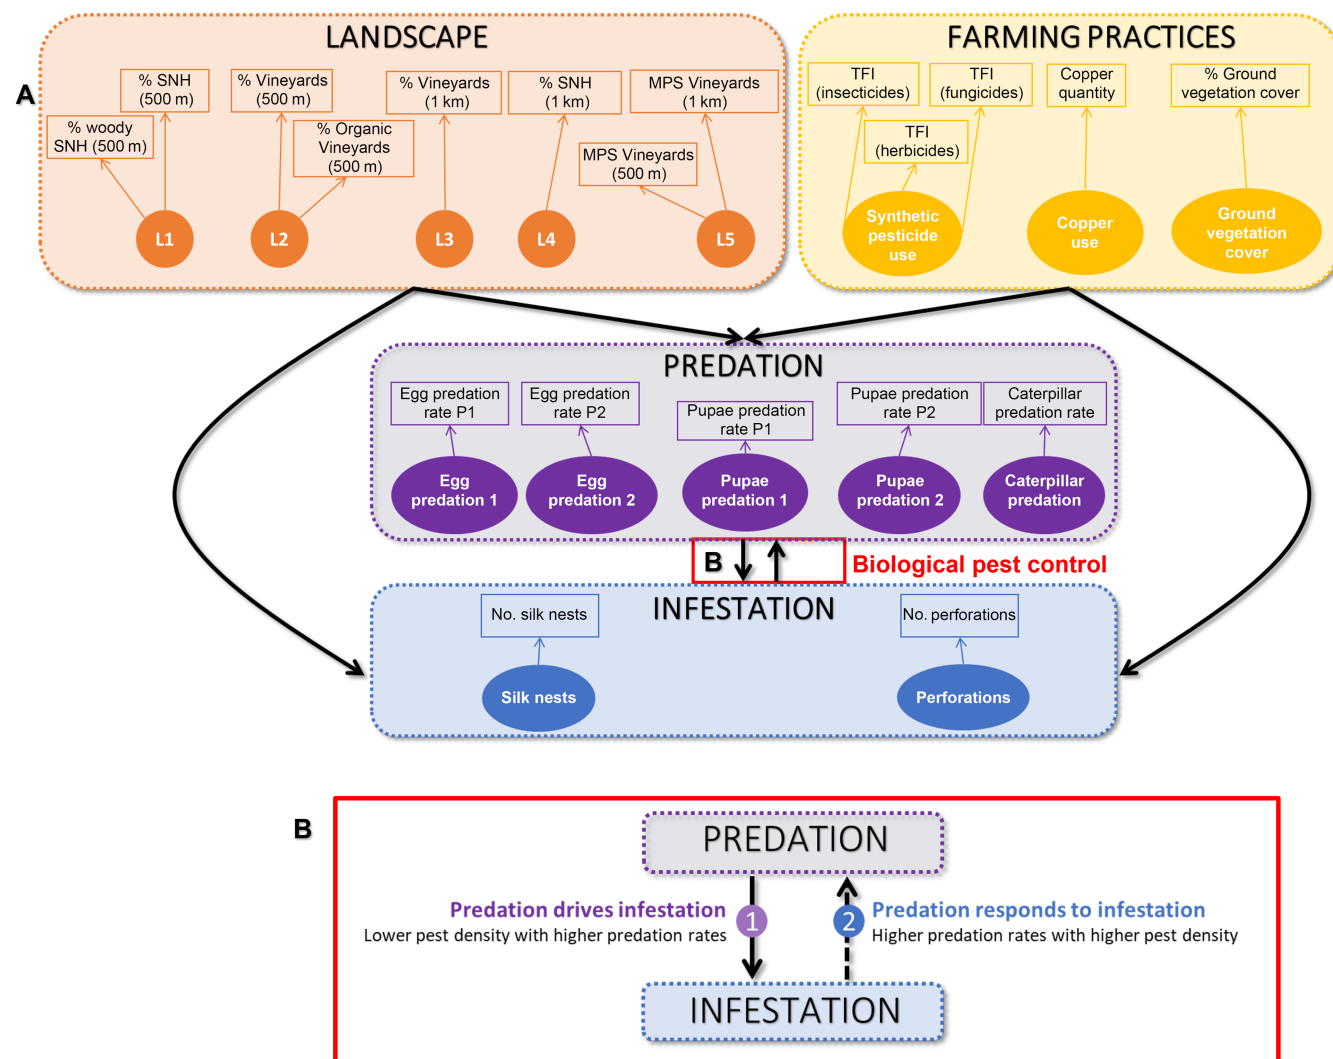 LANDSCAPE
FARMING PRACTICES
A
% SNH
(500 m)
% Vineyards
(500 m)
% Vineyards
(1 km)
% SNH
(1 km)
MPS Vineyards
(1 km)
% woody
SNH (500 m)
% Organic
Vineyards
(500 m)
MPS Vineyards
(500 m)
L1
L2
L3
L4
L5
TFI
(insecticides)
TFI
(fungicides)
Copper
quantity
% Ground
vegetation cover
TFI
(herbicides)
Synthetic
pesticide
use
Copper
use
Ground
vegetation
cover
PREDATION
Egg predation
rate P1
Egg predation
rate P2
Pupae predation
rate P1
Pupae predation
rate P2
Caterpillar
predation rate
Egg
predation 1
Egg
predation 2
Pupae
predation 1
Pupae
predation 2
Caterpillar
predation
B
Biological pest control
INFESTATION
No. silk nests
No. perforations
Silk nests
Perforations
B
PREDATION
Predation drives infestation
Lower pest density with higher predation rates
1
2
Predation responds to infestation
Higher predation rates with higher pest density
INFESTATION